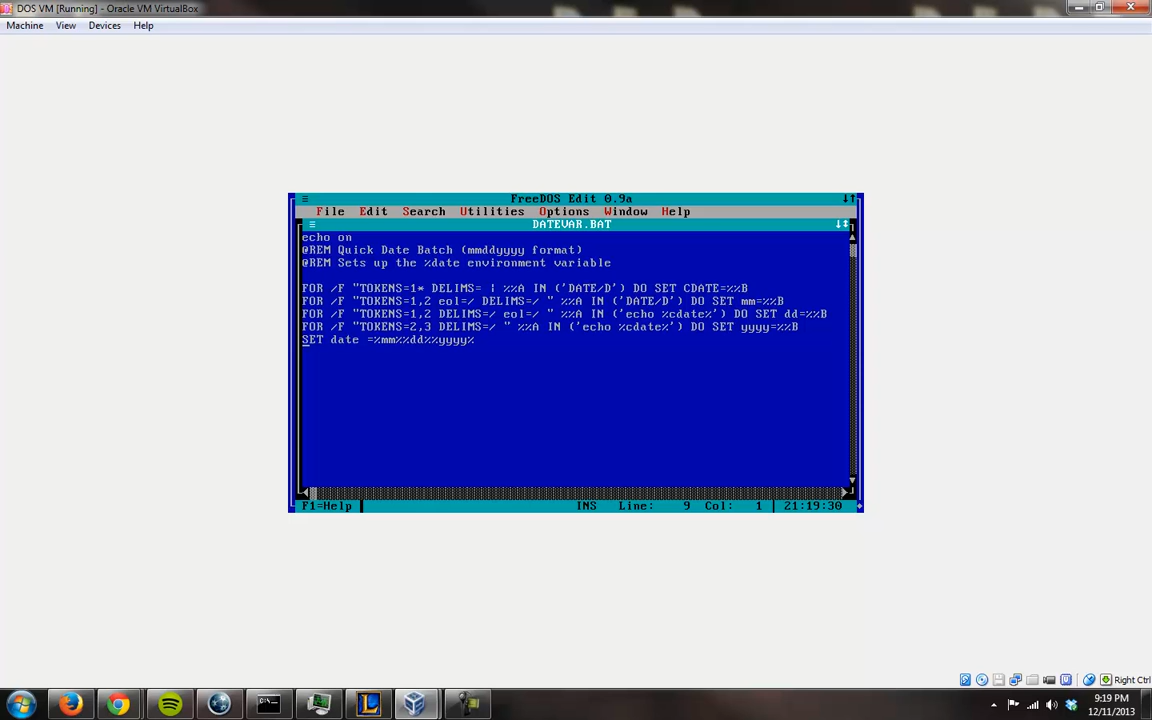 DOS VM [Running] - Oracle VM VirtualBox
Machine View Devices Help
FreeDOS Edit 0.9a
File Edit Search Utilities Options Window Help
DATEVAR.BAT
echo on
@REM Quick Date Batch (mmddyyyy format)
@REM Sets up the %date environment variable
FOR /F "TOKENS=1* DELIMS= | %%A IN ('DATE/D') DO SET CDATE=%%B
FOR /F "TOKENS=1,2 eol=/ DELIMS=/ " %%A IN ('DATE/D') DO SET mm=%%B
FOR /F "TOKENS=1,2 DELIMS=/ eol=/ " %%A IN ('echo %cdate%') DO SET dd=%%B
FOR /F "TOKENS=2,3 DELIMS=/ " %%A IN ('echo %cdate%') DO SET yyyy=%%B
SET date =%mm%%dd%%yyyy%
F1=Help INS Line: 9 Col: 1 21:19:30
Right Ctrl
9:19 PM
12/11/2013